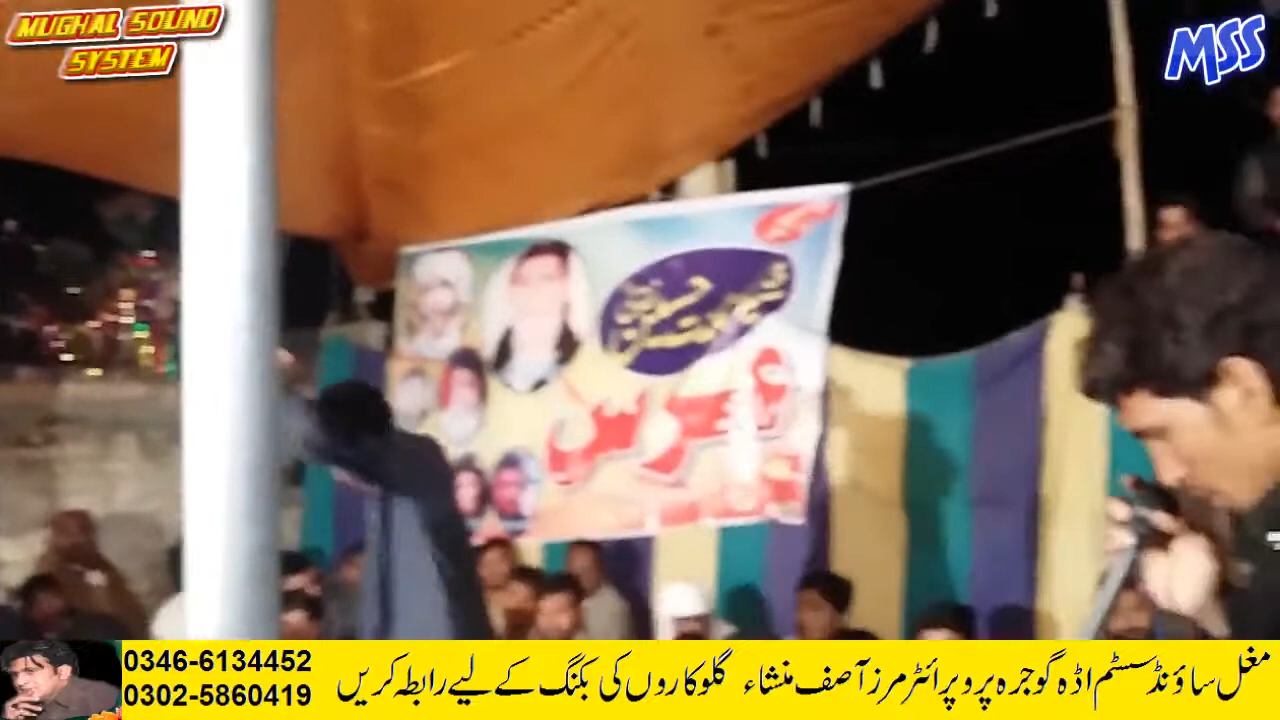 MUGHAL SOUND
SYSTEM
MSS
عرس
0346-6134452
0302-5860419
مغل ساؤنڈ سسٹم اڈہ گوجرہ پروپرائٹر مرزا آصف منشاء گلوکاروں کی بکنگ کے لیے رابطہ کریں